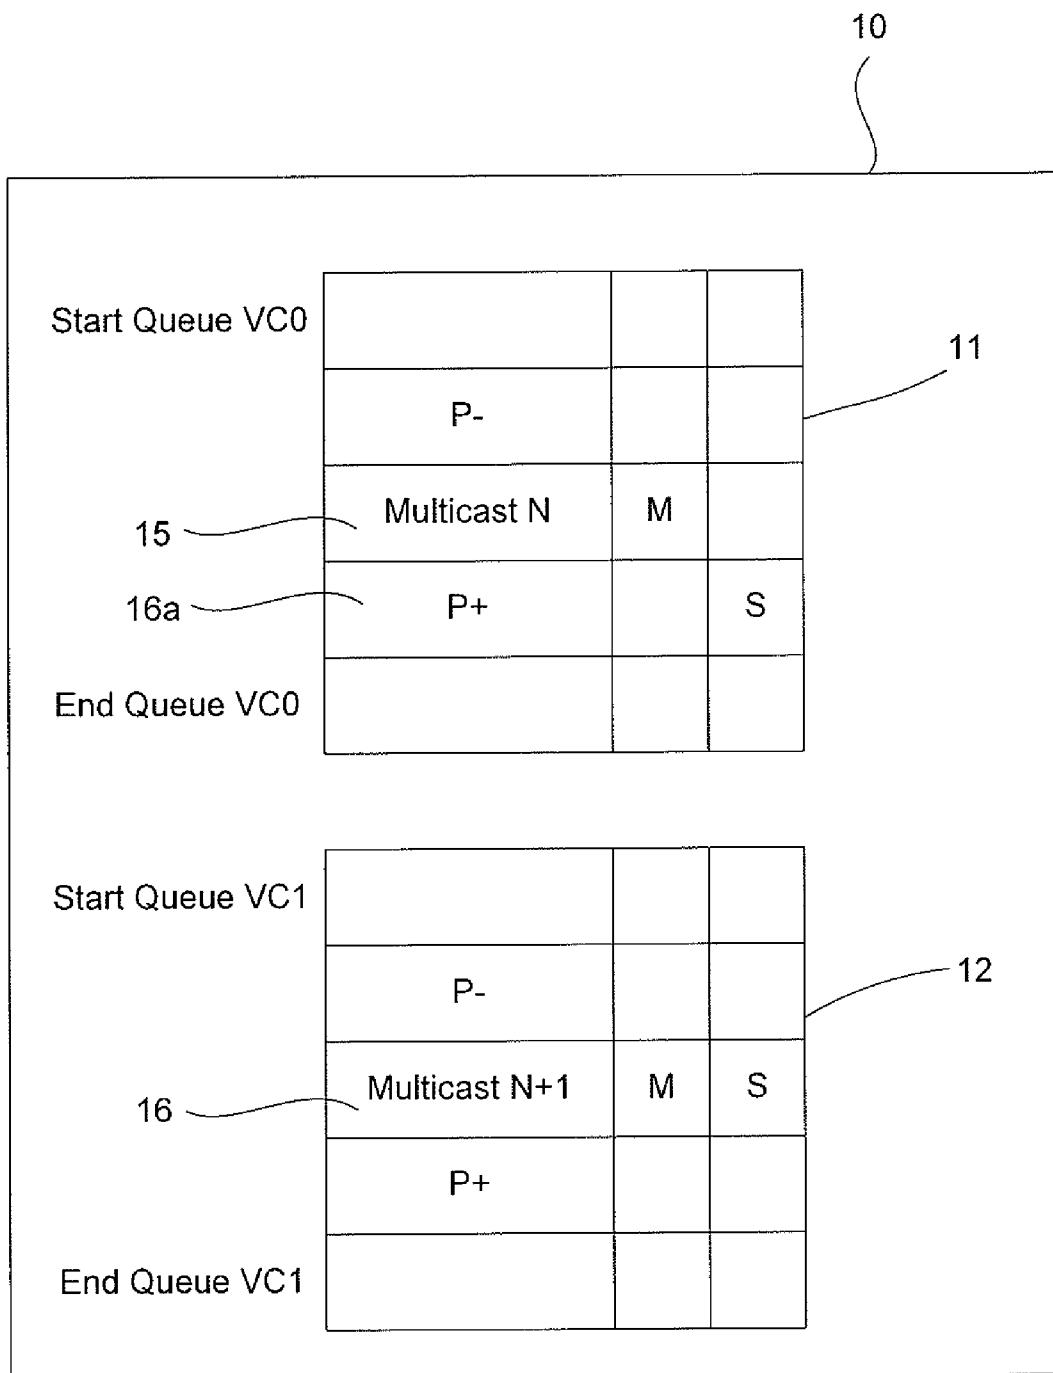 10
Start Queue VC0
11
P-
Multicast N M
15
16a
P+ S
End Queue VC0
Start Queue VC1
P-
12
Multicast N+1 M S
16
P+
End Queue VC1